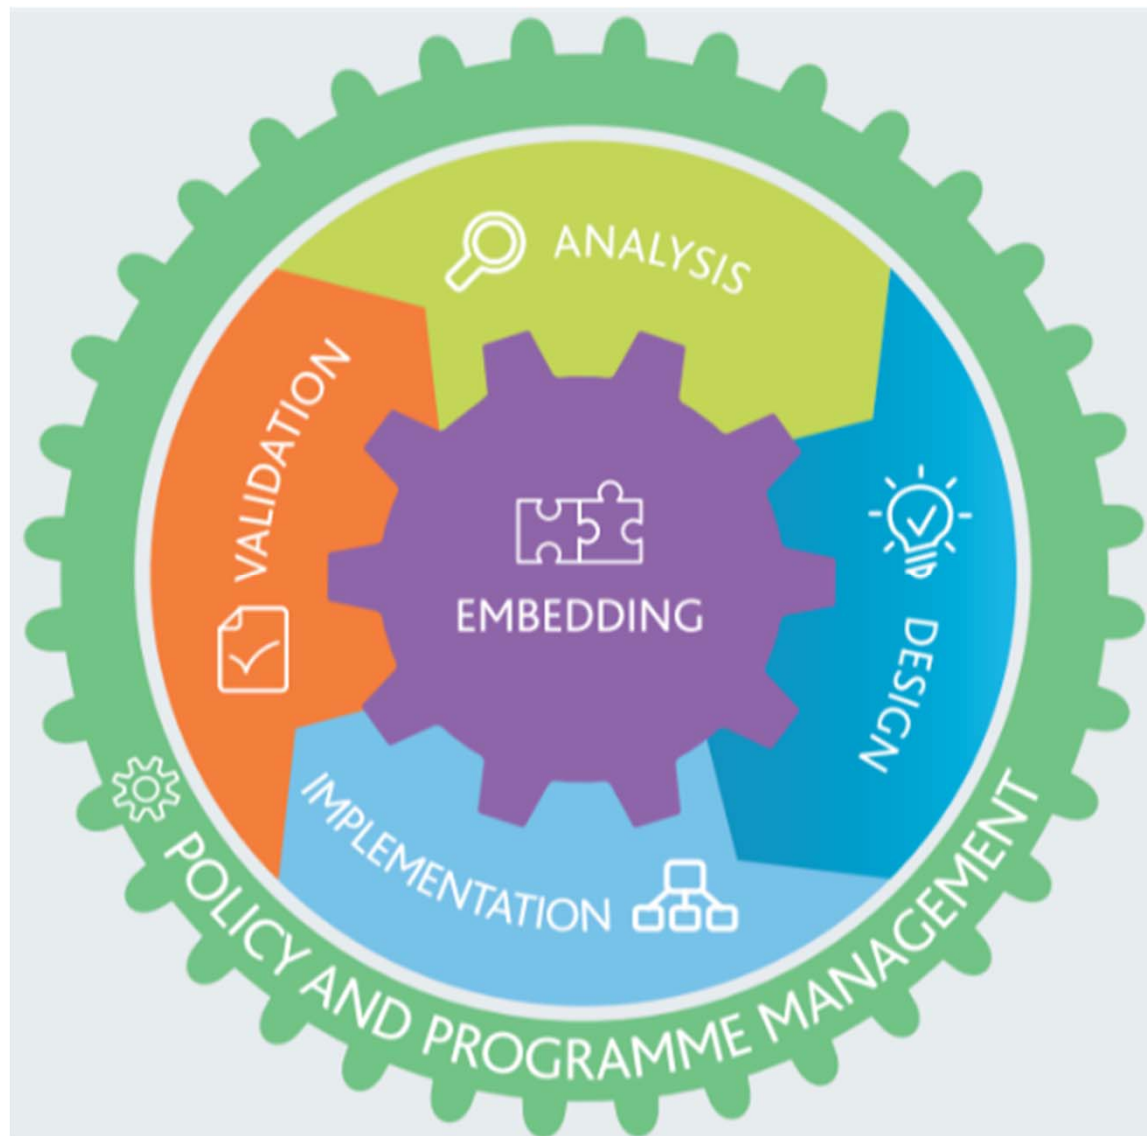 ANALYSIS
DESIGN
IMPLEMENTATION
VALIDATION
EMBEDDING
POLICY AND PROGRAMME MANAGEMENT